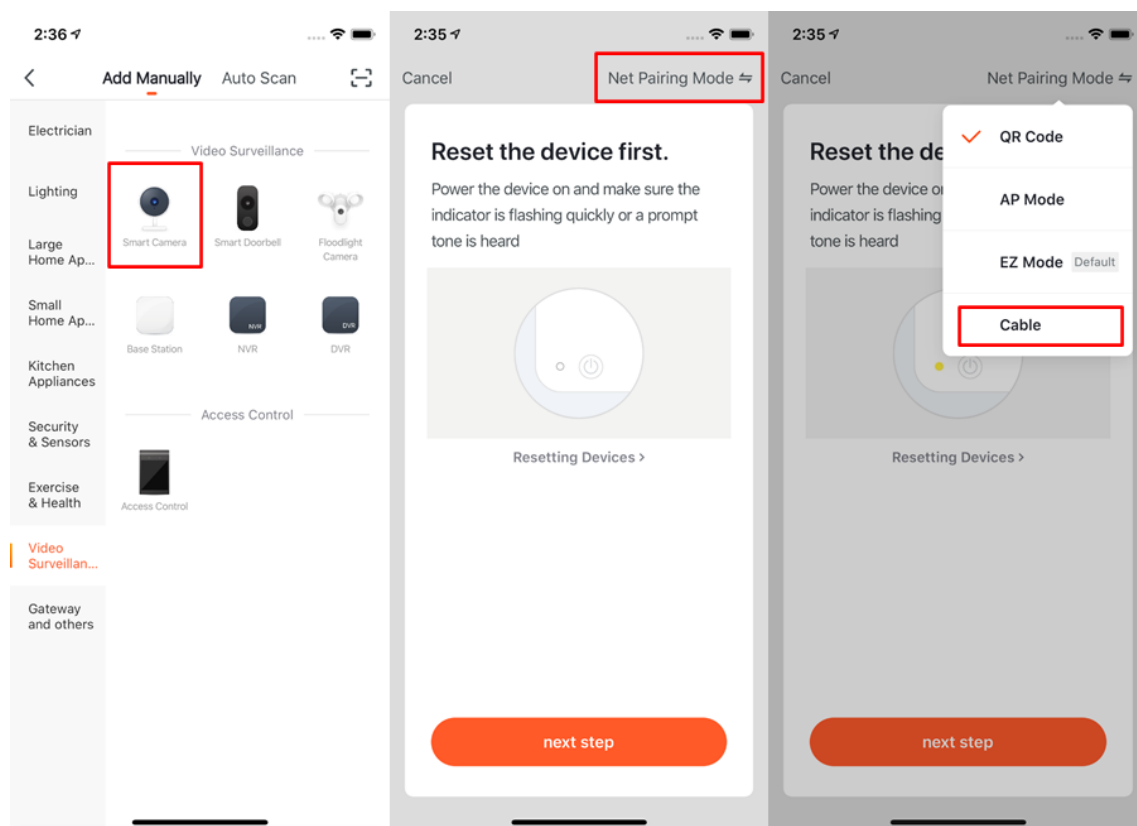 2:36
Add Manually
Auto Scan
Electrician
Lighting
Large
Home Ap...
Small
Home Ap...
Kitchen
Appliances
Security
& Sensors
Exercise
& Health
Video
Surveillan...
Gateway
and others
Video Surveillance
Smart Camera
Smart Doorbell
Floodlight
Camera
Base Station
NVR
NVR
DVR
DVR
Access Control
Access Control
2:35
Cancel
Net Pairing Mode
Reset the device first.
Power the device on and make sure the
indicator is flashing quickly or a prompt
tone is heard
Resetting Devices >
next step
2:35
Cancel
Net Pairing Mode
Reset the de
Power the device o
indicator is flashing
tone is heard
QR Code
AP Mode
EZ Mode Default
Cable
Resetting Devices >
next step